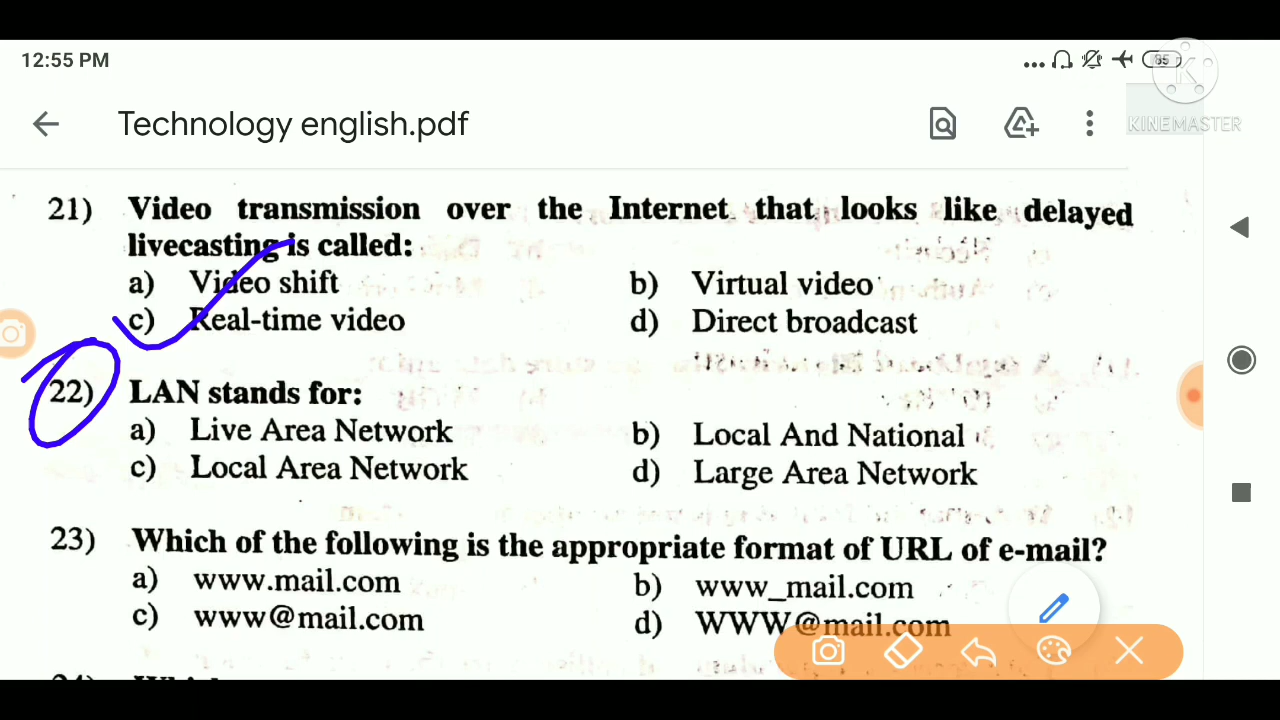 12:55 PM
85
Technology english.pdf
KINEMASTER
21) Video transmission over the Internet that looks like delayed
livecasting is called:
a) Video shift b) Virtual video
c) Real-time video d) Direct broadcast
22) LAN stands for:
a) Live Area Network b) Local And National
c) Local Area Network d) Large Area Network
23) Which of the following is the appropriate format of URL of e-mail?
a) www.mail.com b) www_mail.com
c) www@mail.com d) WWW@mail.com